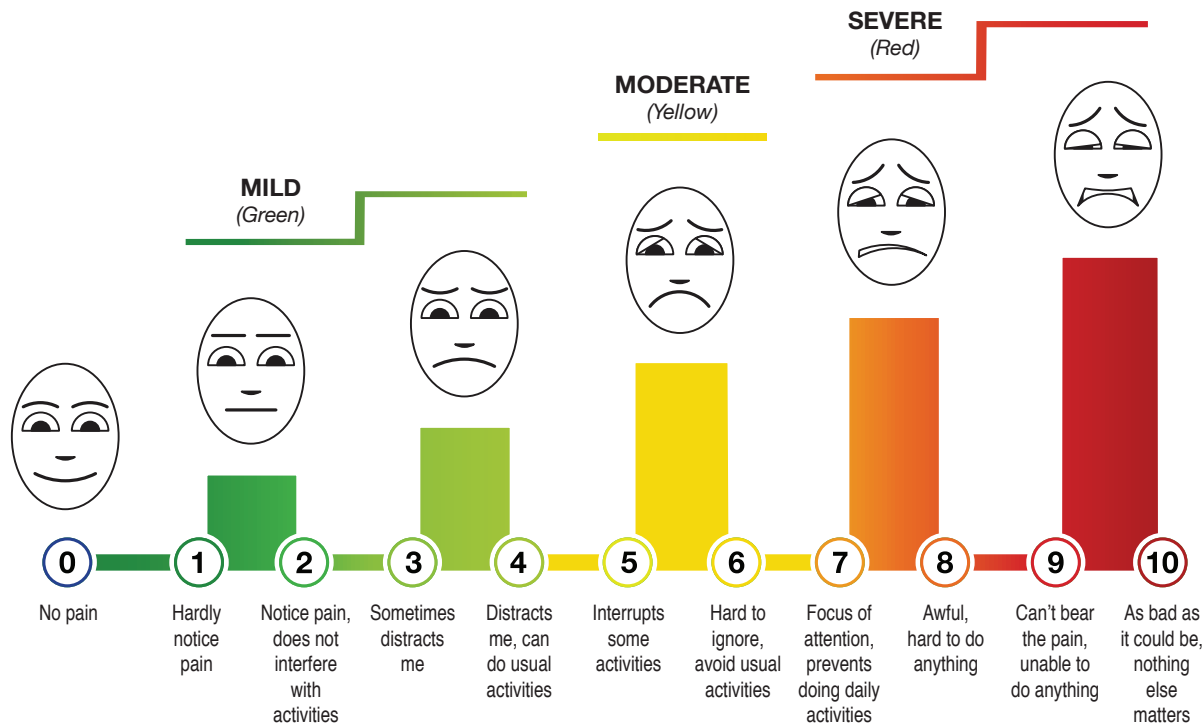 SEVERE
(Red)
MODERATE
(Yellow)
MILD
(Green)
0
1
2
3
4
5
6
7
8
9
10
No pain
Hardly
notice
pain
Notice pain,
does not
interfere
with
activities
Sometimes
distracts
me
Distracts
me, can
do usual
activities
Interrupts
some
activities
Hard to
ignore,
avoid usual
activities
Focus of
attention,
prevents
doing daily
activities
Awful,
hard to do
anything
Can’t bear
the pain,
unable to
do anything
As bad as
it could be,
nothing
else
matters